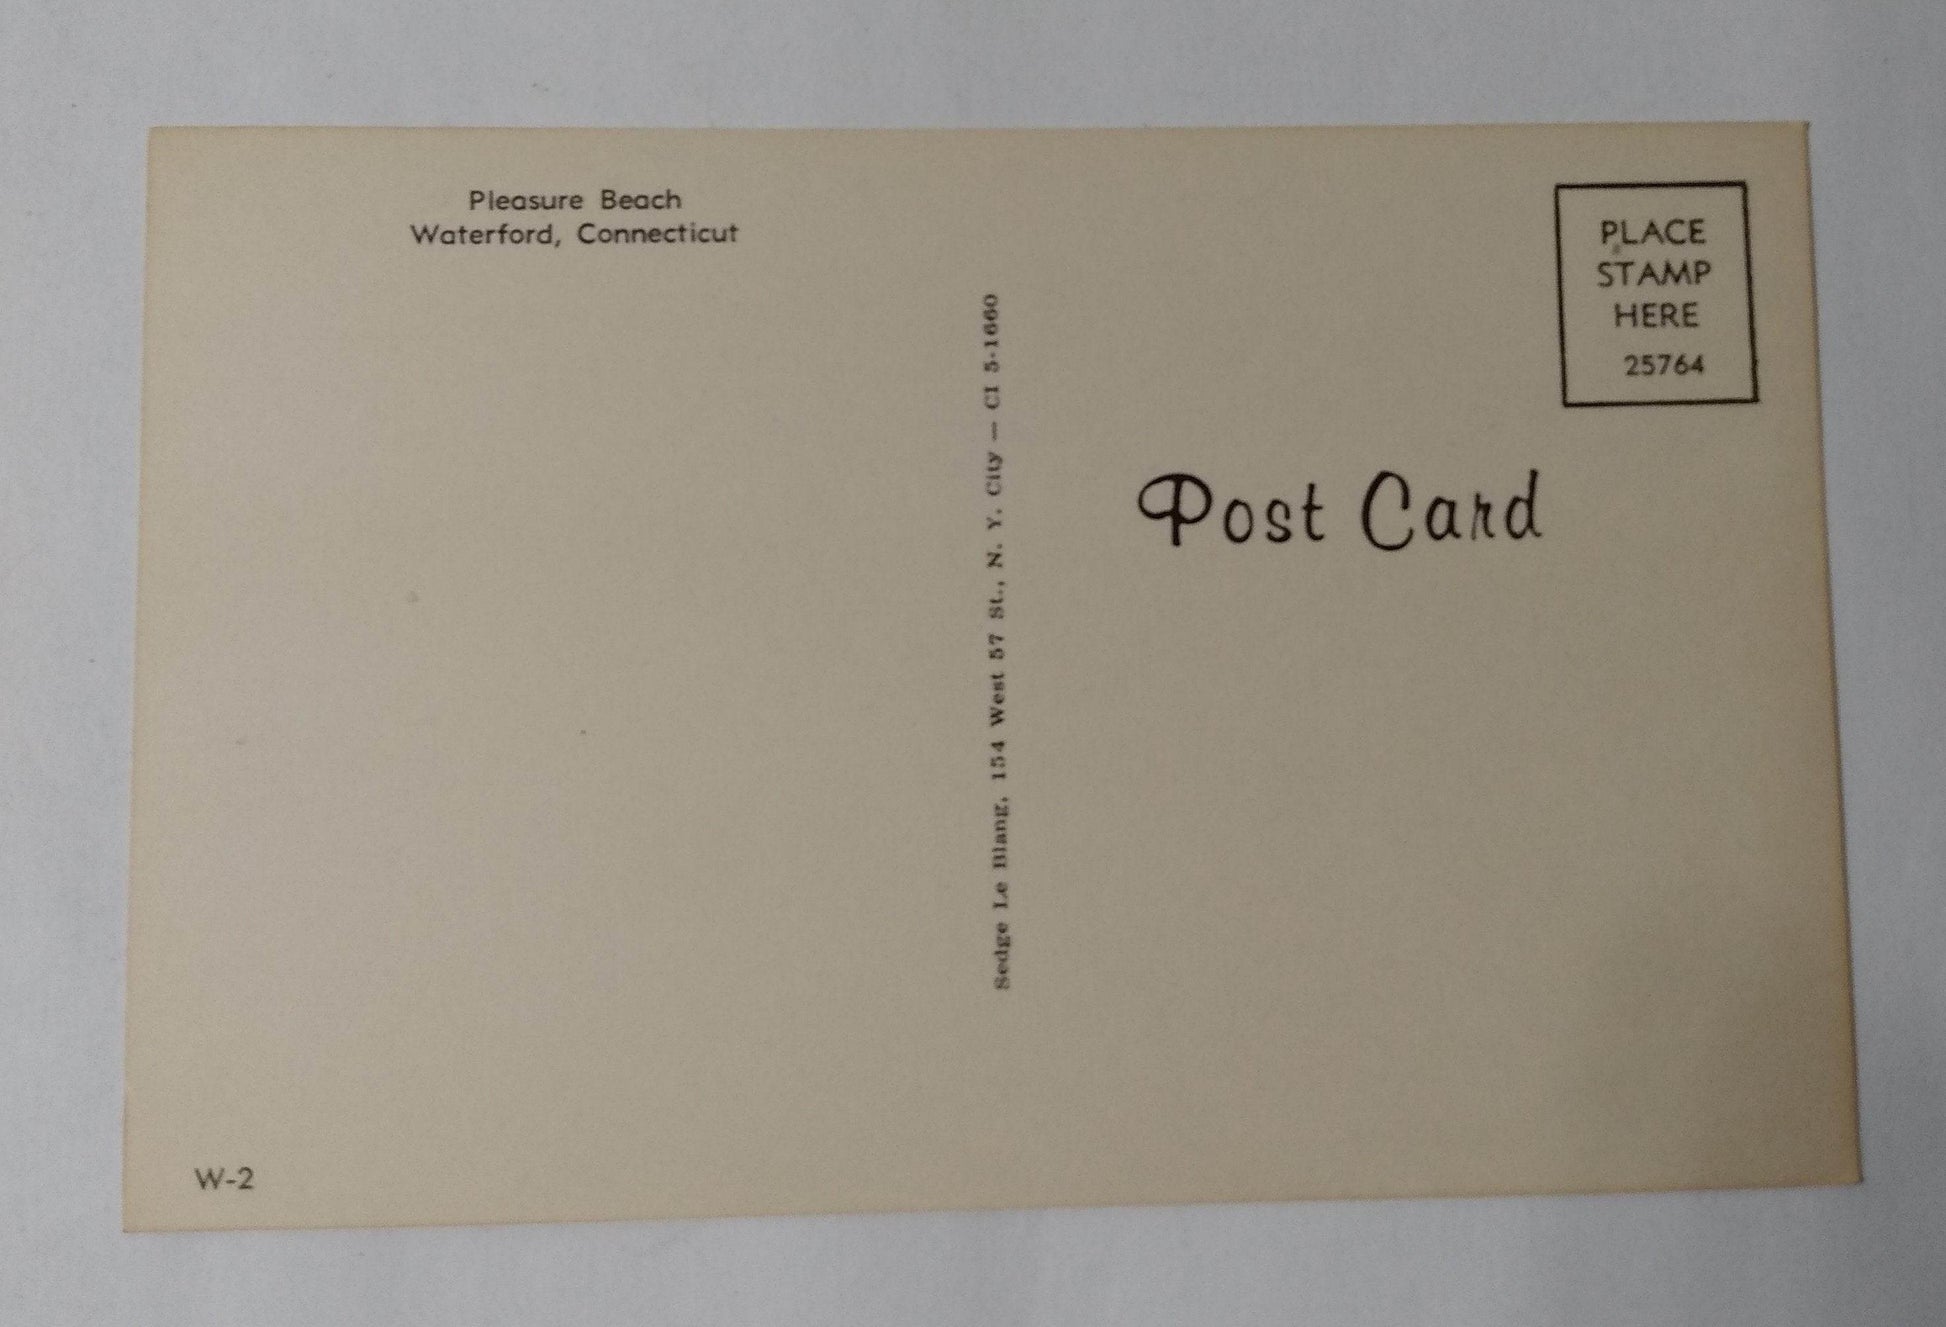 Pleasure Beach
Waterford, Connecticut
PLACE
STAMP
HERE
25764
Sedge Le Blang, 154 West 57 St., N. Y. City — CI 5-1660
Post Card
W-2